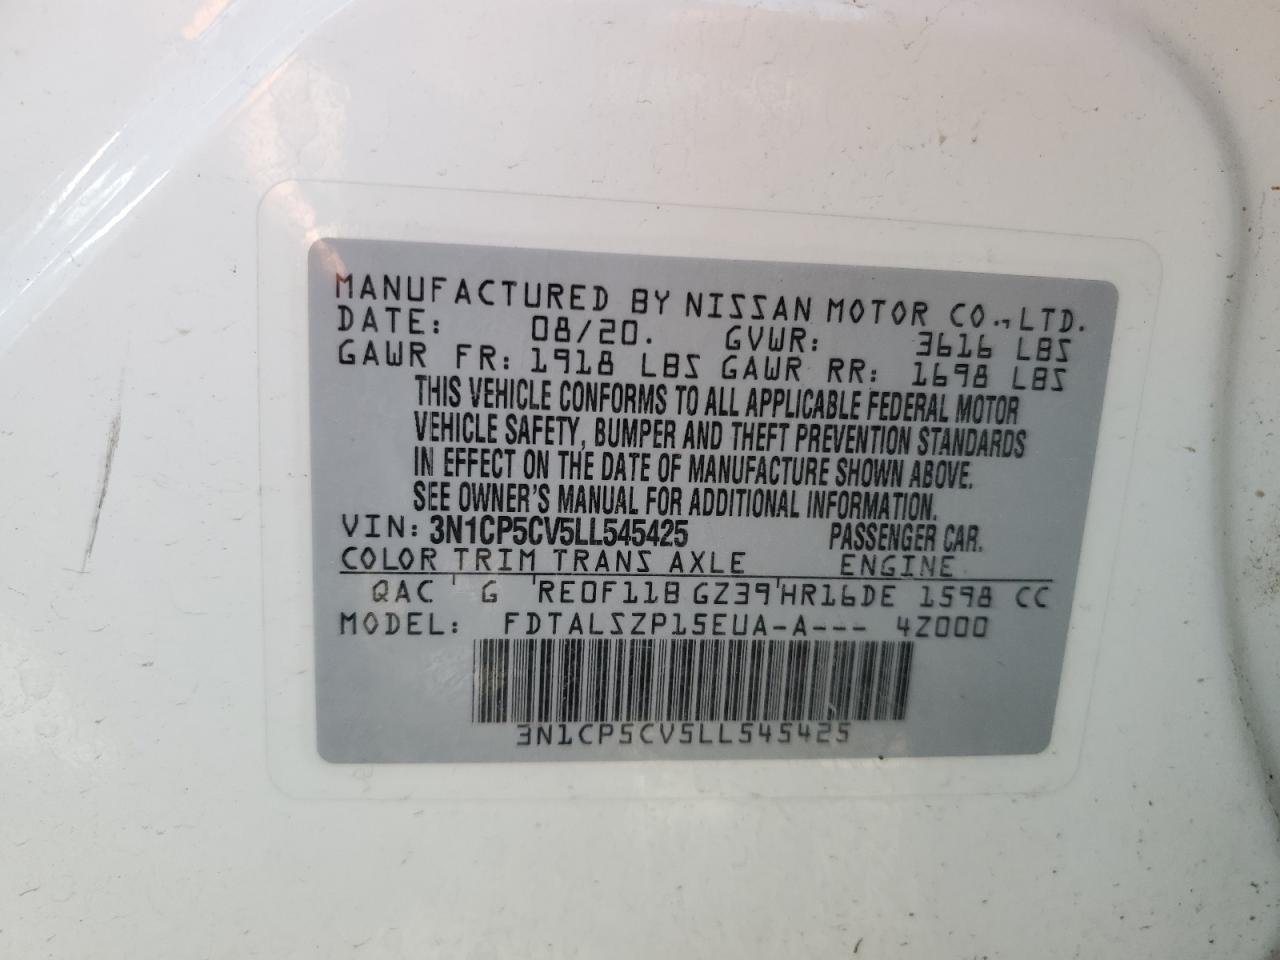 MANUFACTURED BY NISSAN MOTOR CO., LTD.
DATE: 08/20. GVWR: 3616 LBS
GAWR FR: 1918 LBS GAWR RR: 1698 LBS
THIS VEHICLE CONFORMS TO ALL APPLICABLE FEDERAL MOTOR
VEHICLE SAFETY, BUMPER AND THEFT PREVENTION STANDARDS
IN EFFECT ON THE DATE OF MANUFACTURE SHOWN ABOVE.
SEE OWNER'S MANUAL FOR ADDITIONAL INFORMATION.
VIN: 3N1CP5CV5LL545425 PASSENGER CAR.
COLOR TRIM TRANS AXLE ENGINE
QAC G RE0F11B GZ39 HR16DE 1598 CC
MODEL: FDTALSZP15EUA-A--- 4Z000
3N1CP5CV5LL545425